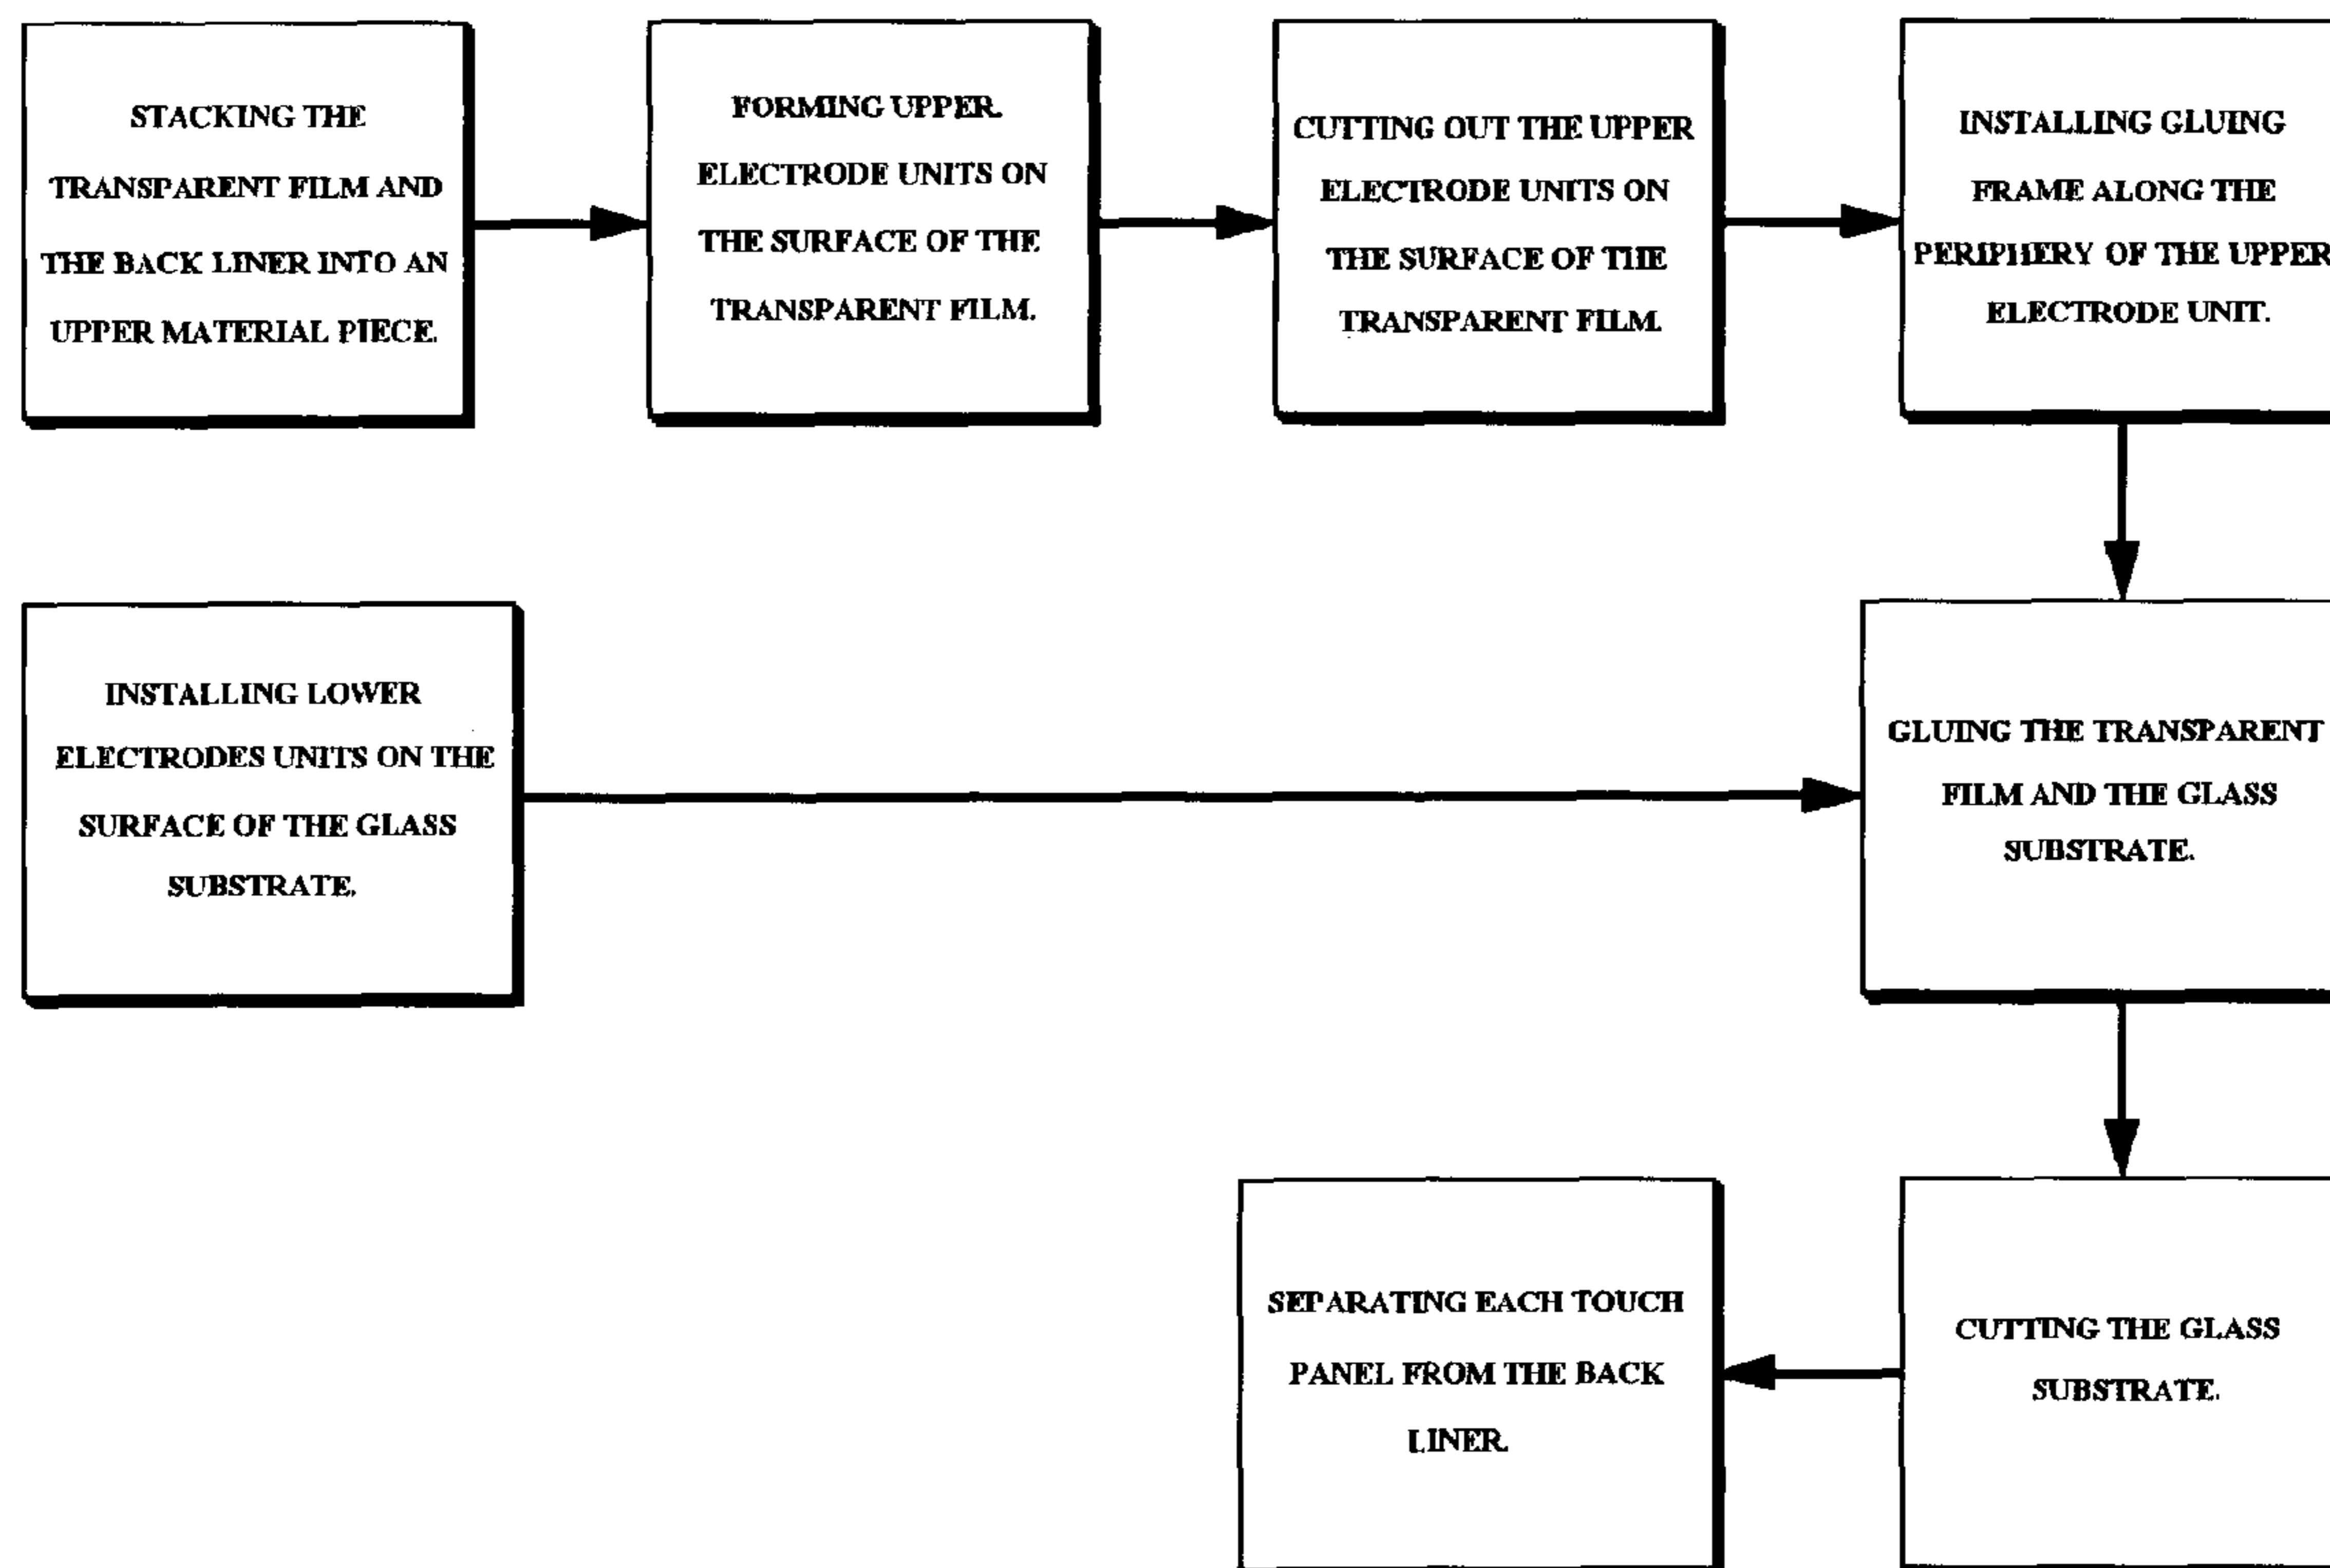 STACKING THE
TRANSPARENT FILM AND
THE BACK LINER INTO AN
UPPER MATERIAL PIECE.
FORMING UPPER.
ELECTRODE UNITS ON
THE SURFACE OF THE
TRANSPARENT FILM.
CUTTING OUT THE UPPER
ELECTRODE UNITS ON
THE SURFACE OF THE
TRANSPARENT FILM.
INSTALLING GLUING
FRAME ALONG THE
PERIPHERY OF THE UPPER
ELECTRODE UNIT.
INSTALLING LOWER
ELECTRODES UNITS ON THE
SURFACE OF THE GLASS
SUBSTRATE.
GLUING THE TRANSPARENT
FILM AND THE GLASS
SUBSTRATE.
SEPARATING EACH TOUCH
PANEL FROM THE BACK
LINER.
CUTTING THE GLASS
SUBSTRATE.